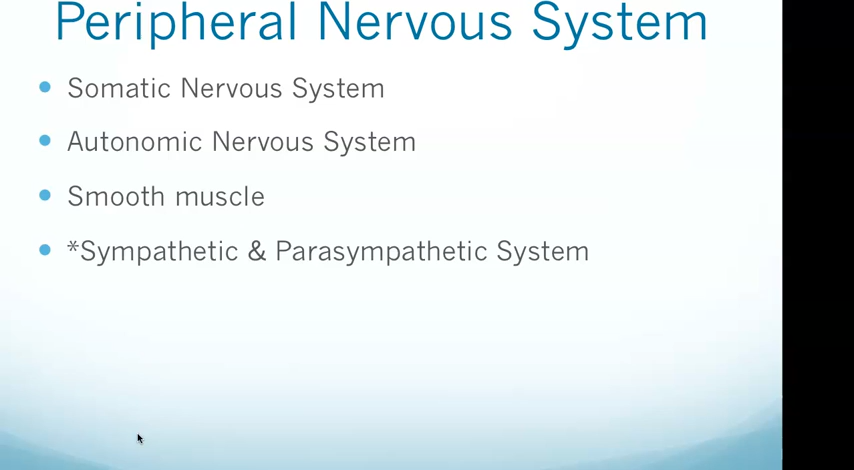 Peripheral Nervous System
• Somatic Nervous System
• Autonomic Nervous System
• Smooth muscle
• *Sympathetic & Parasympathetic System